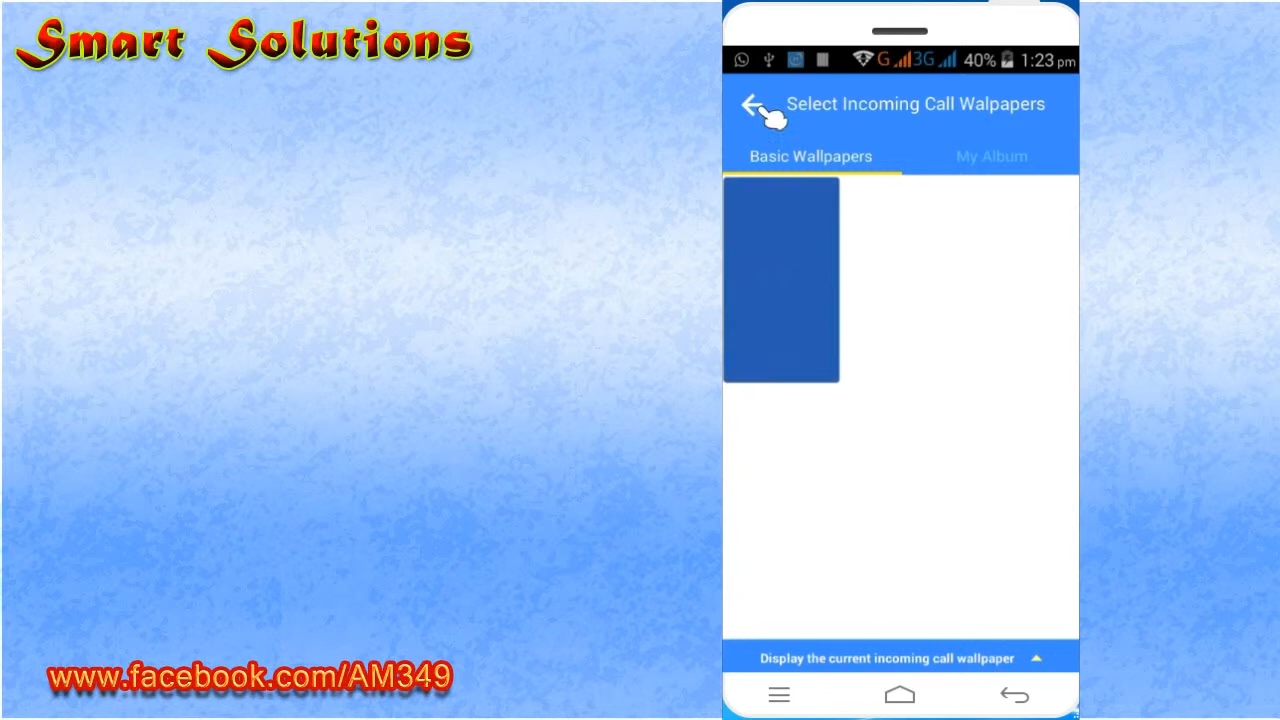 Smart Solutions
G 3G 40% 1:23 pm
Select Incoming Call Walpapers
Basic Wallpapers My Album
Display the current incoming call wallpaper
www.facebook.com/AM349